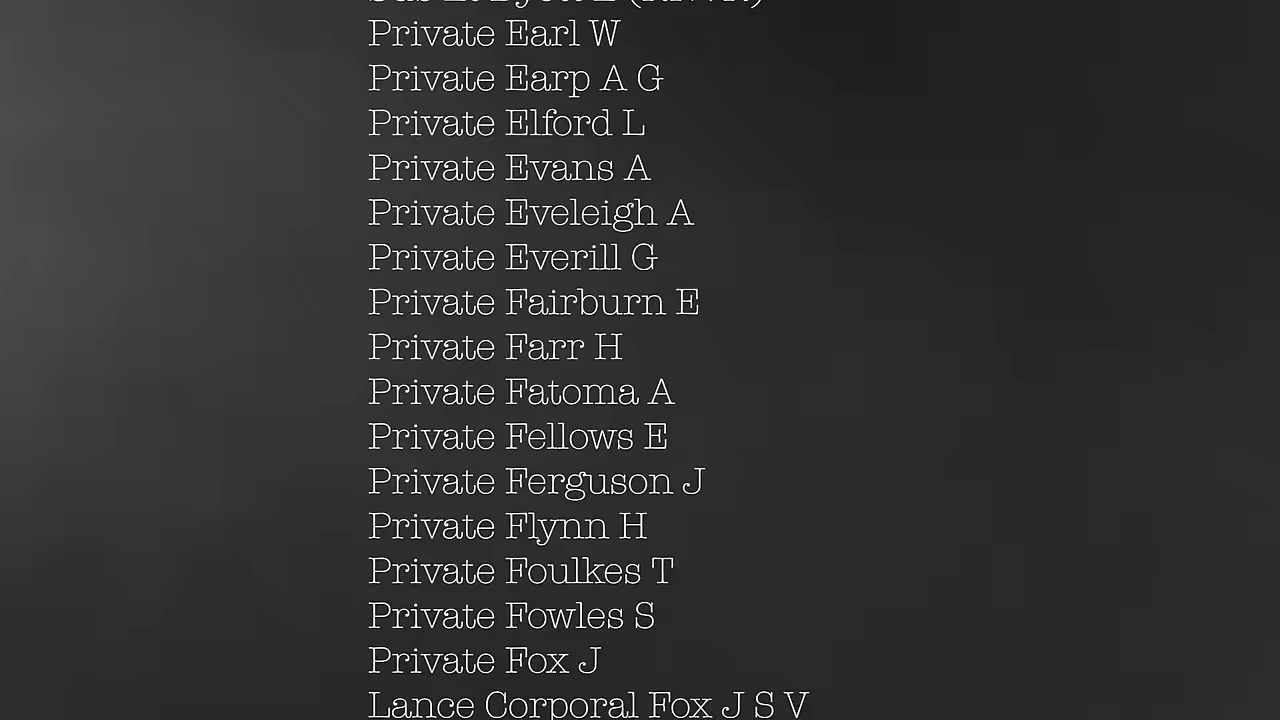 Private Earl W
Private Earp A G
Private Elford L
Private Evans A
Private Eveleigh A
Private Everill G
Private Fairburn E
Private Farr H
Private Fatoma A
Private Fellows E
Private Ferguson J
Private Flynn H
Private Foulkes T
Private Fowles S
Private Fox J
Lance Corporal Fox J S V